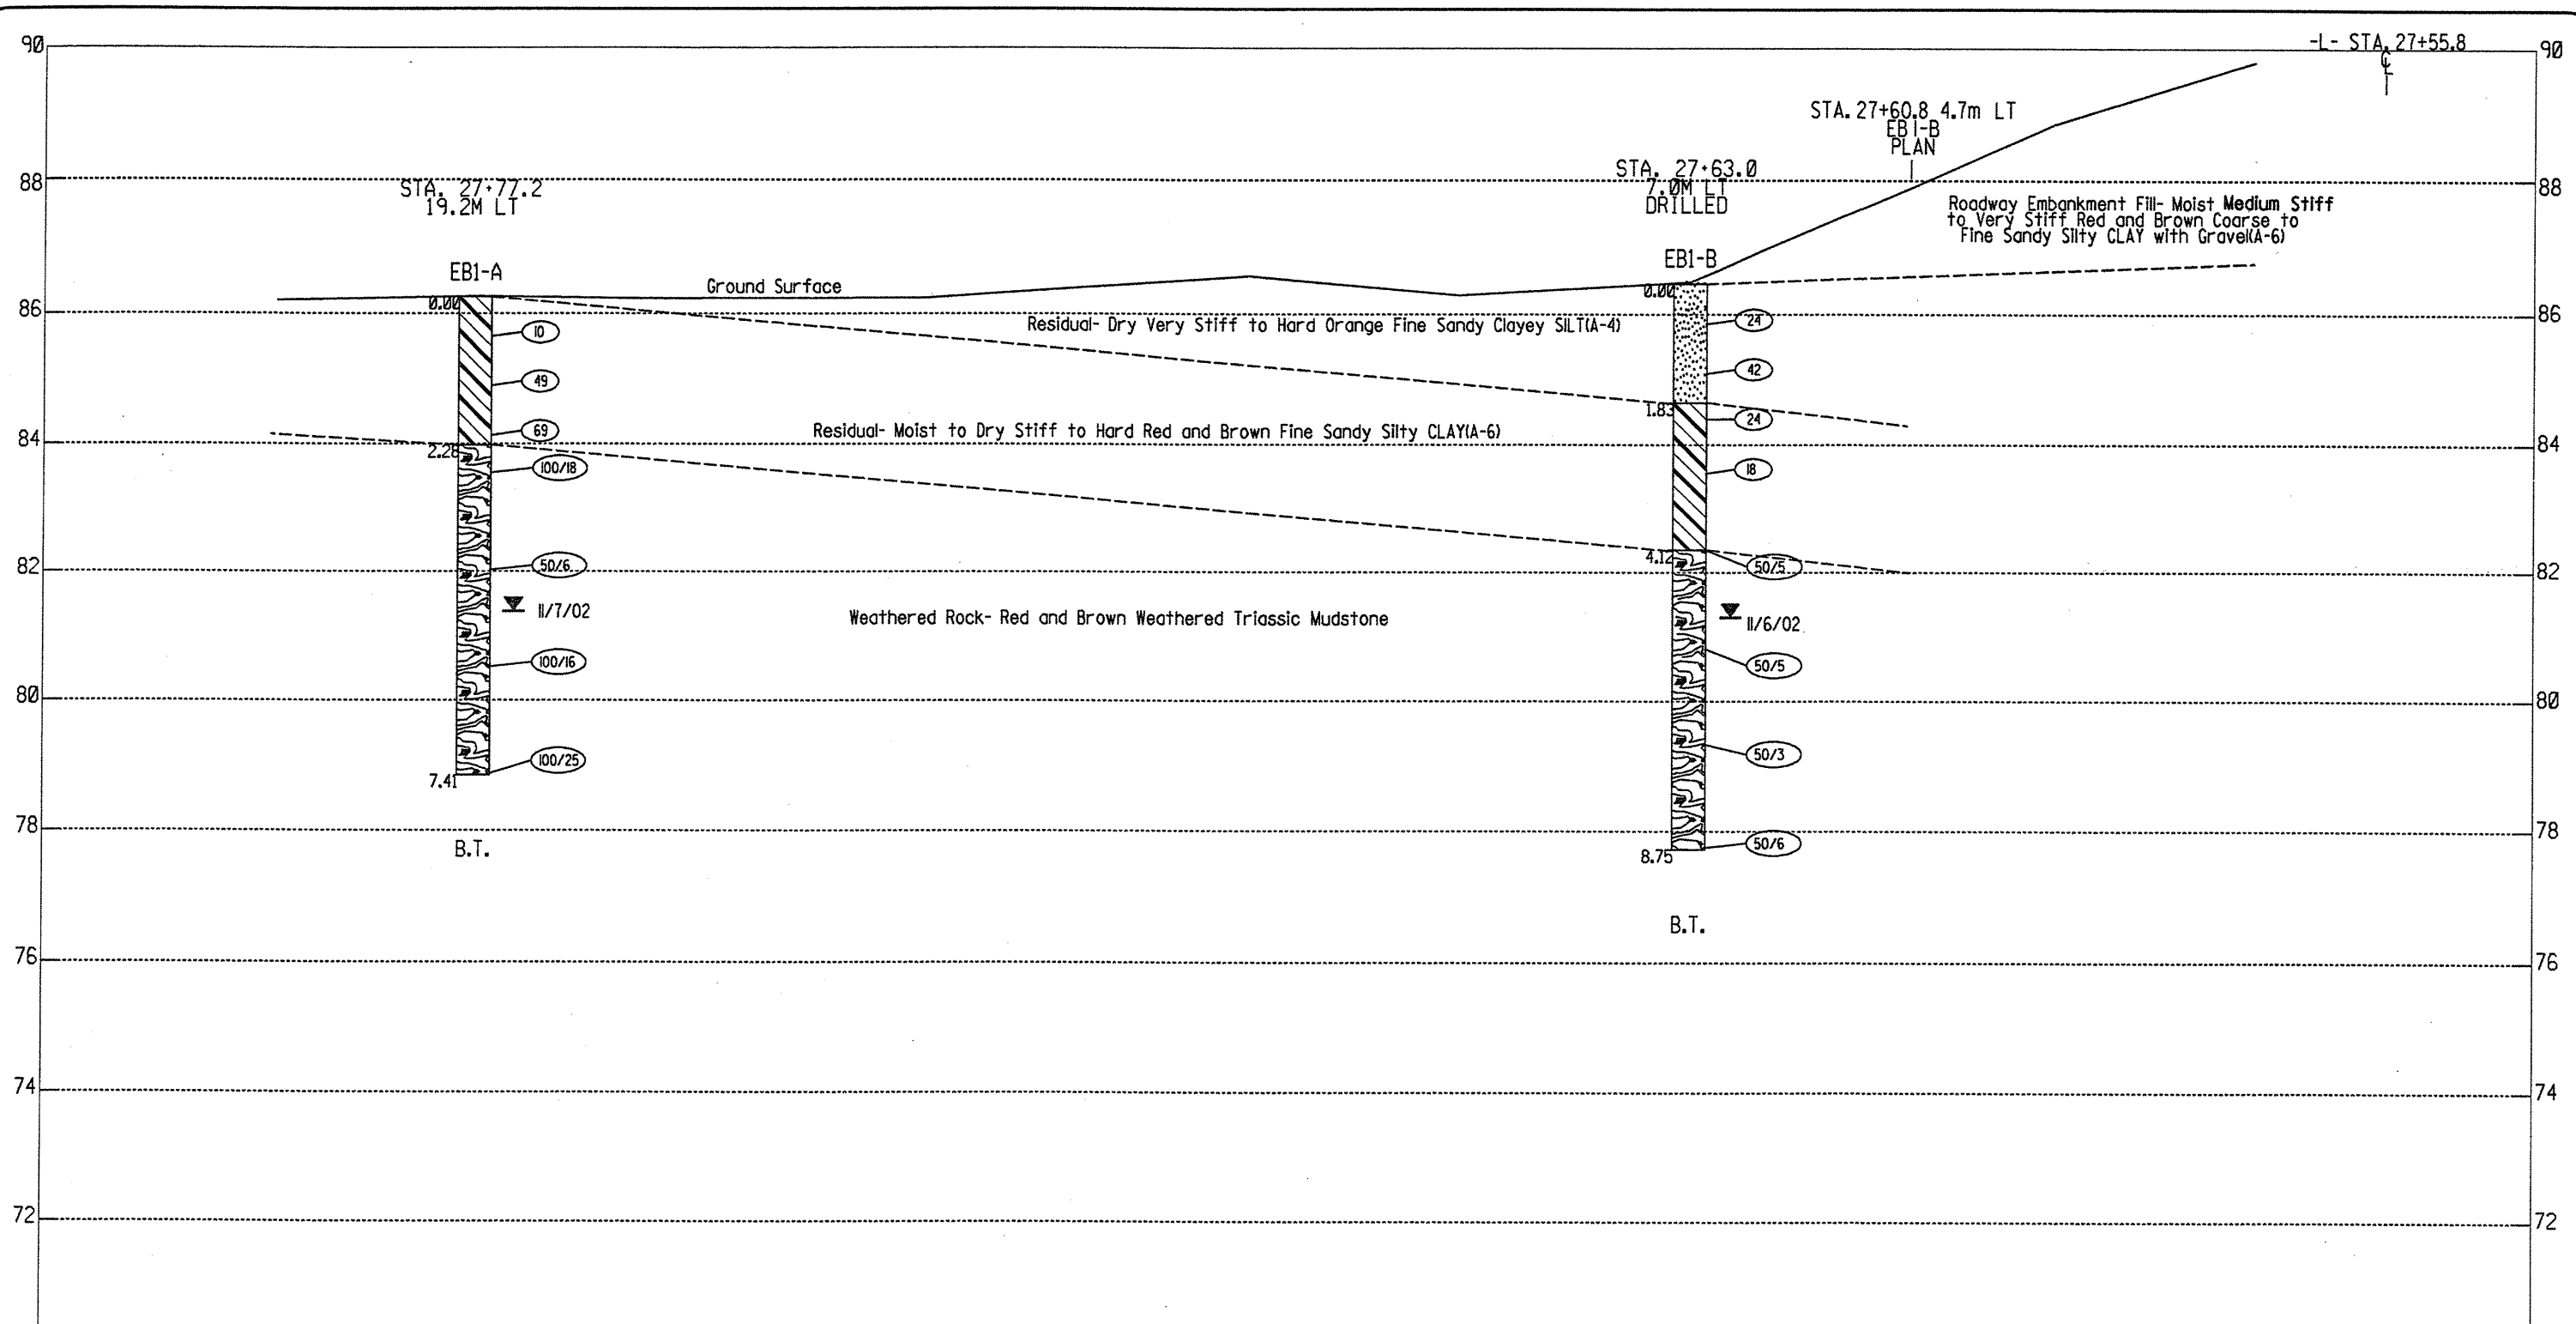 90
-L- STA. 27+55.8
90
STA. 27+60.8 4.7m LT
EB1-B
PLAN
88
STA. 27+77.2
19.2M LT
STA. 27+63.0
7.0M LT
DRILLED
88
Roadway Embankment Fill- Moist Medium Stiff
to Very Stiff Red and Brown Coarse to
Fine Sandy Silty CLAY with Gravel(A-6)
EB1-A
EB1-B
Ground Surface
0.00
0.00
86
86
Residual- Dry Very Stiff to Hard Orange Fine Sandy Clayey SILT(A-4)
10
24
49
42
1.83
24
69
Residual- Moist to Dry Stiff to Hard Red and Brown Fine Sandy Silty CLAY(A-6)
84
84
2.28
100/18
18
4.12
50/6
50/5
82
82
11/7/02
Weathered Rock- Red and Brown Weathered Triassic Mudstone
11/6/02
100/16
50/5
80
80
100/25
50/3
7.41
78
78
B.T.
50/6
8.75
B.T.
76
76
74
74
72
72